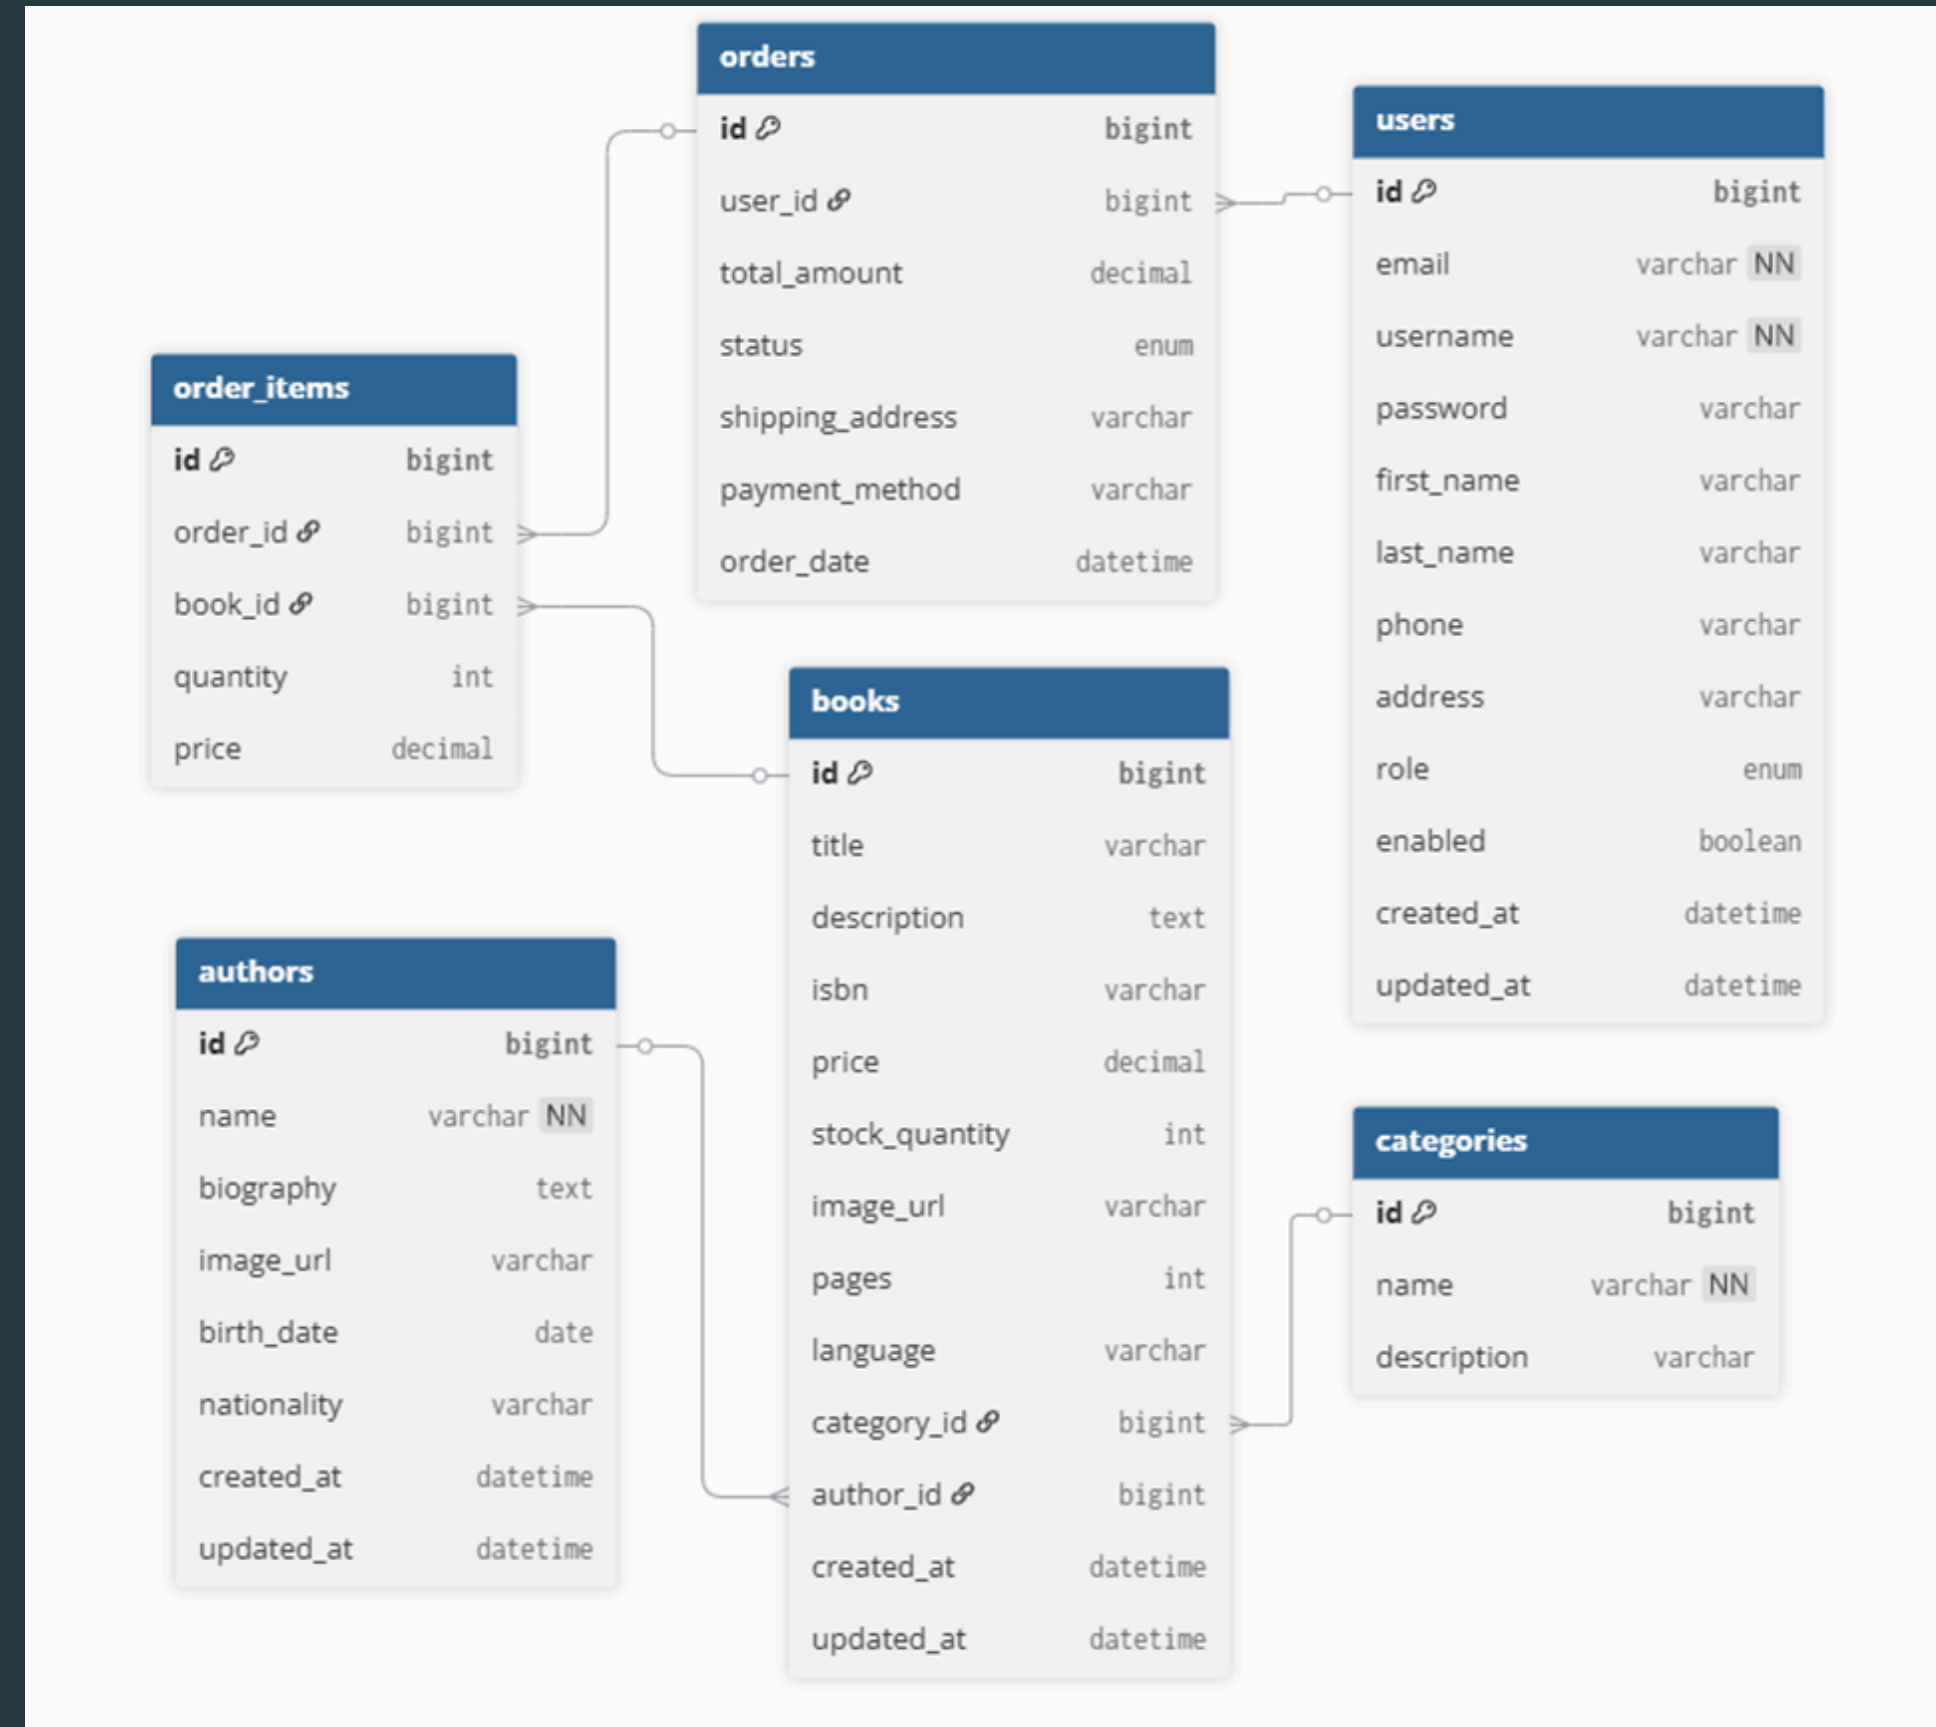 orders
id bigint
user_id bigint
total_amount decimal
status enum
shipping_address varchar
payment_method varchar
order_date datetime
users
id bigint
email varchar NN
username varchar NN
password varchar
first_name varchar
last_name varchar
phone varchar
address varchar
role enum
enabled boolean
created_at datetime
updated_at datetime
order_items
id bigint
order_id bigint
book_id bigint
quantity int
price decimal
books
id bigint
title varchar
description text
isbn varchar
price decimal
stock_quantity int
image_url varchar
pages int
language varchar
category_id bigint
author_id bigint
created_at datetime
updated_at datetime
authors
id bigint
name varchar NN
biography text
image_url varchar
birth_date date
nationality varchar
created_at datetime
updated_at datetime
categories
id bigint
name varchar NN
description varchar